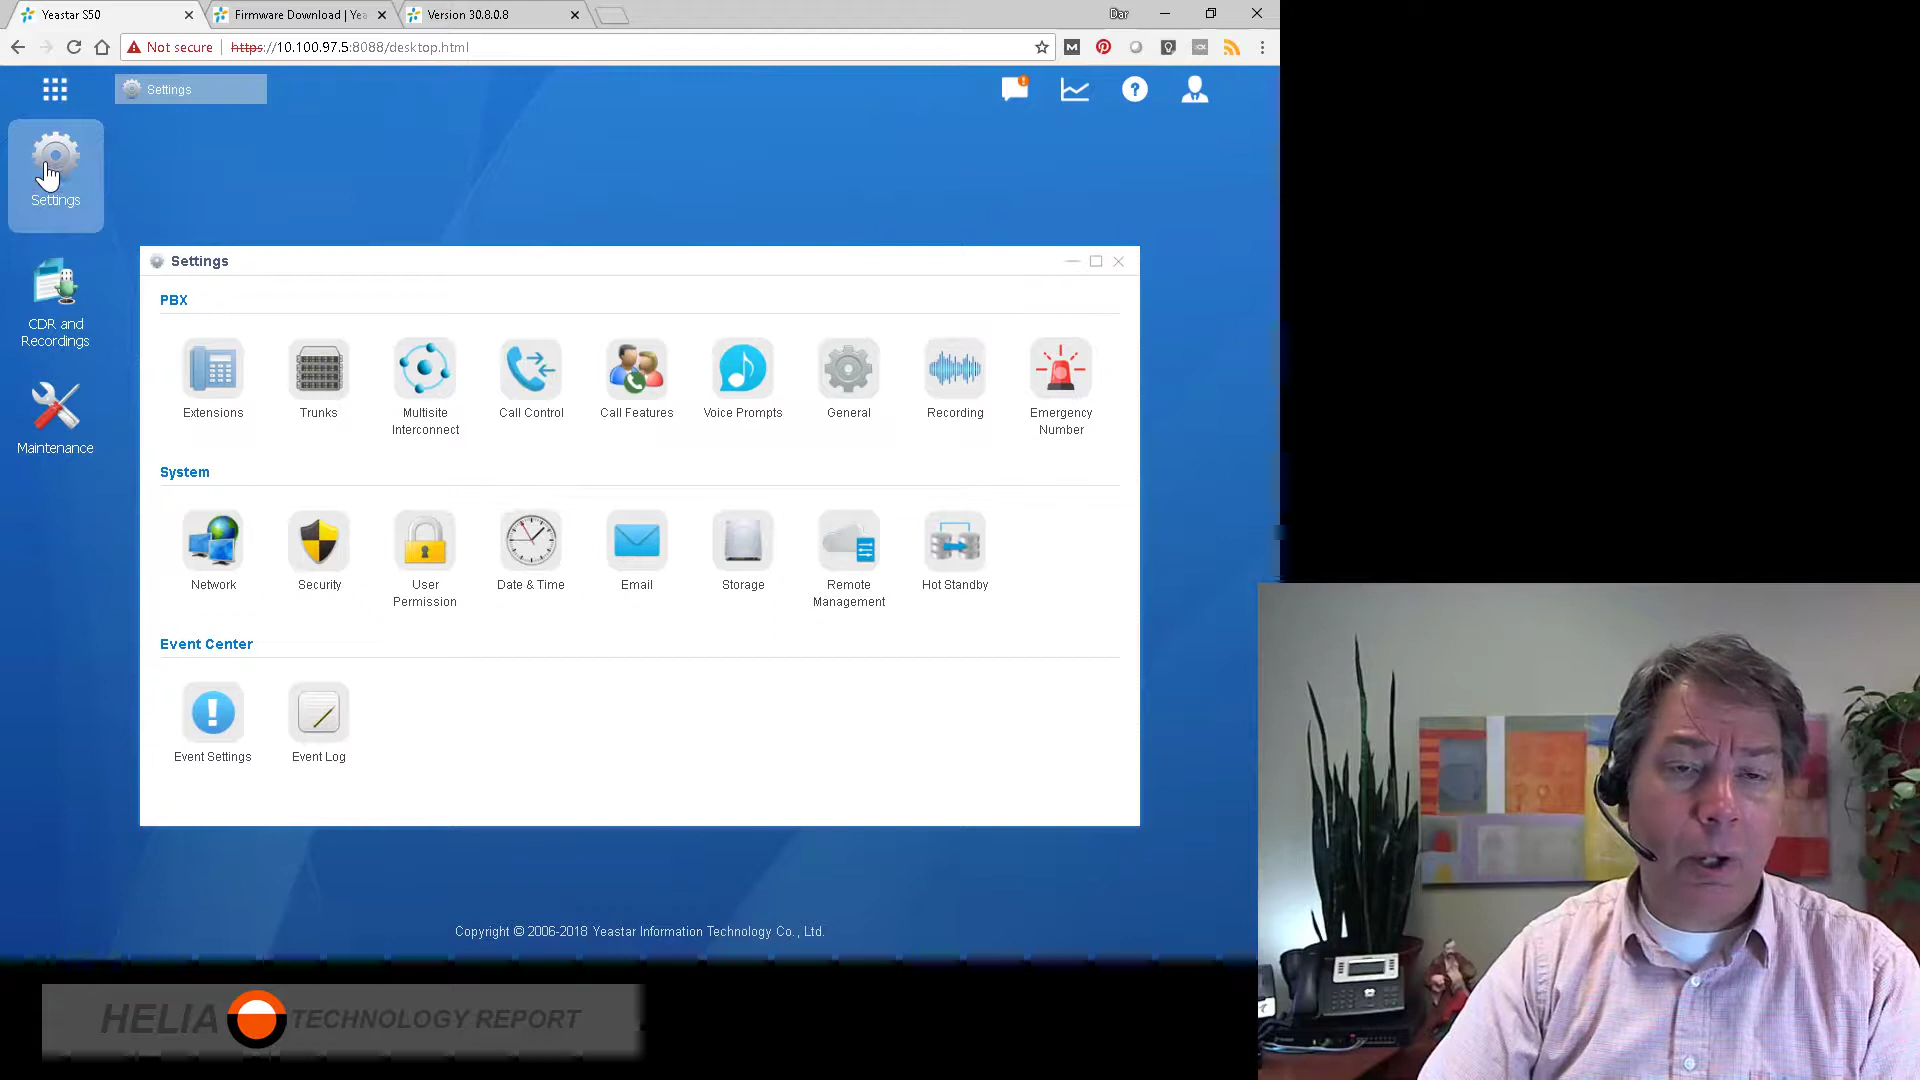 Yeastar S50
Firmware Download | Yea
Version 30.8.0.8
Dar
Not secure
https://10.100.97.5:8088/desktop.html
Settings
Settings
CDR and
Recordings
Maintenance
Settings
PBX
Extensions
Trunks
Multisite
Interconnect
Call Control
Call Features
Voice Prompts
General
Recording
Emergency
Number
System
Network
Security
User
Permission
Date & Time
Email
Storage
Remote
Management
Hot Standby
Event Center
Event Settings
Event Log
Copyright © 2006-2018 Yeastar Information Technology Co., Ltd.
HELIA TECHNOLOGY REPORT